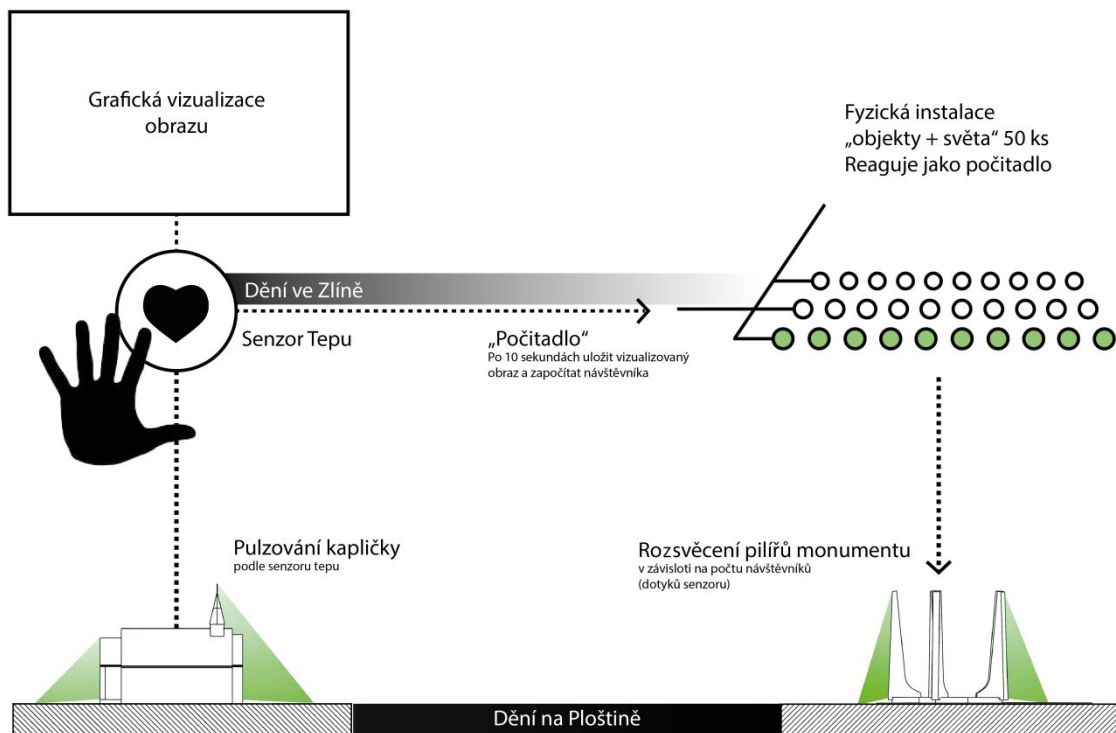 Grafická vizualizace
obrazu
Fyzická instalace
„objekty + světa“ 50 ks
Reaguje jako počitadlo
Dění ve Zlíně
Senzor Tepu
„Počitadlo“
Po 10 sekundách uložit vizualizovaný
obraz a započítat návštěvníka
Pulzování kapličky
podle senzoru tepu
Rozsvěcení pilířů monumentu
v závisloti na počtu návštěvníků
(dotyků senzoru)
Dění na Ploštině